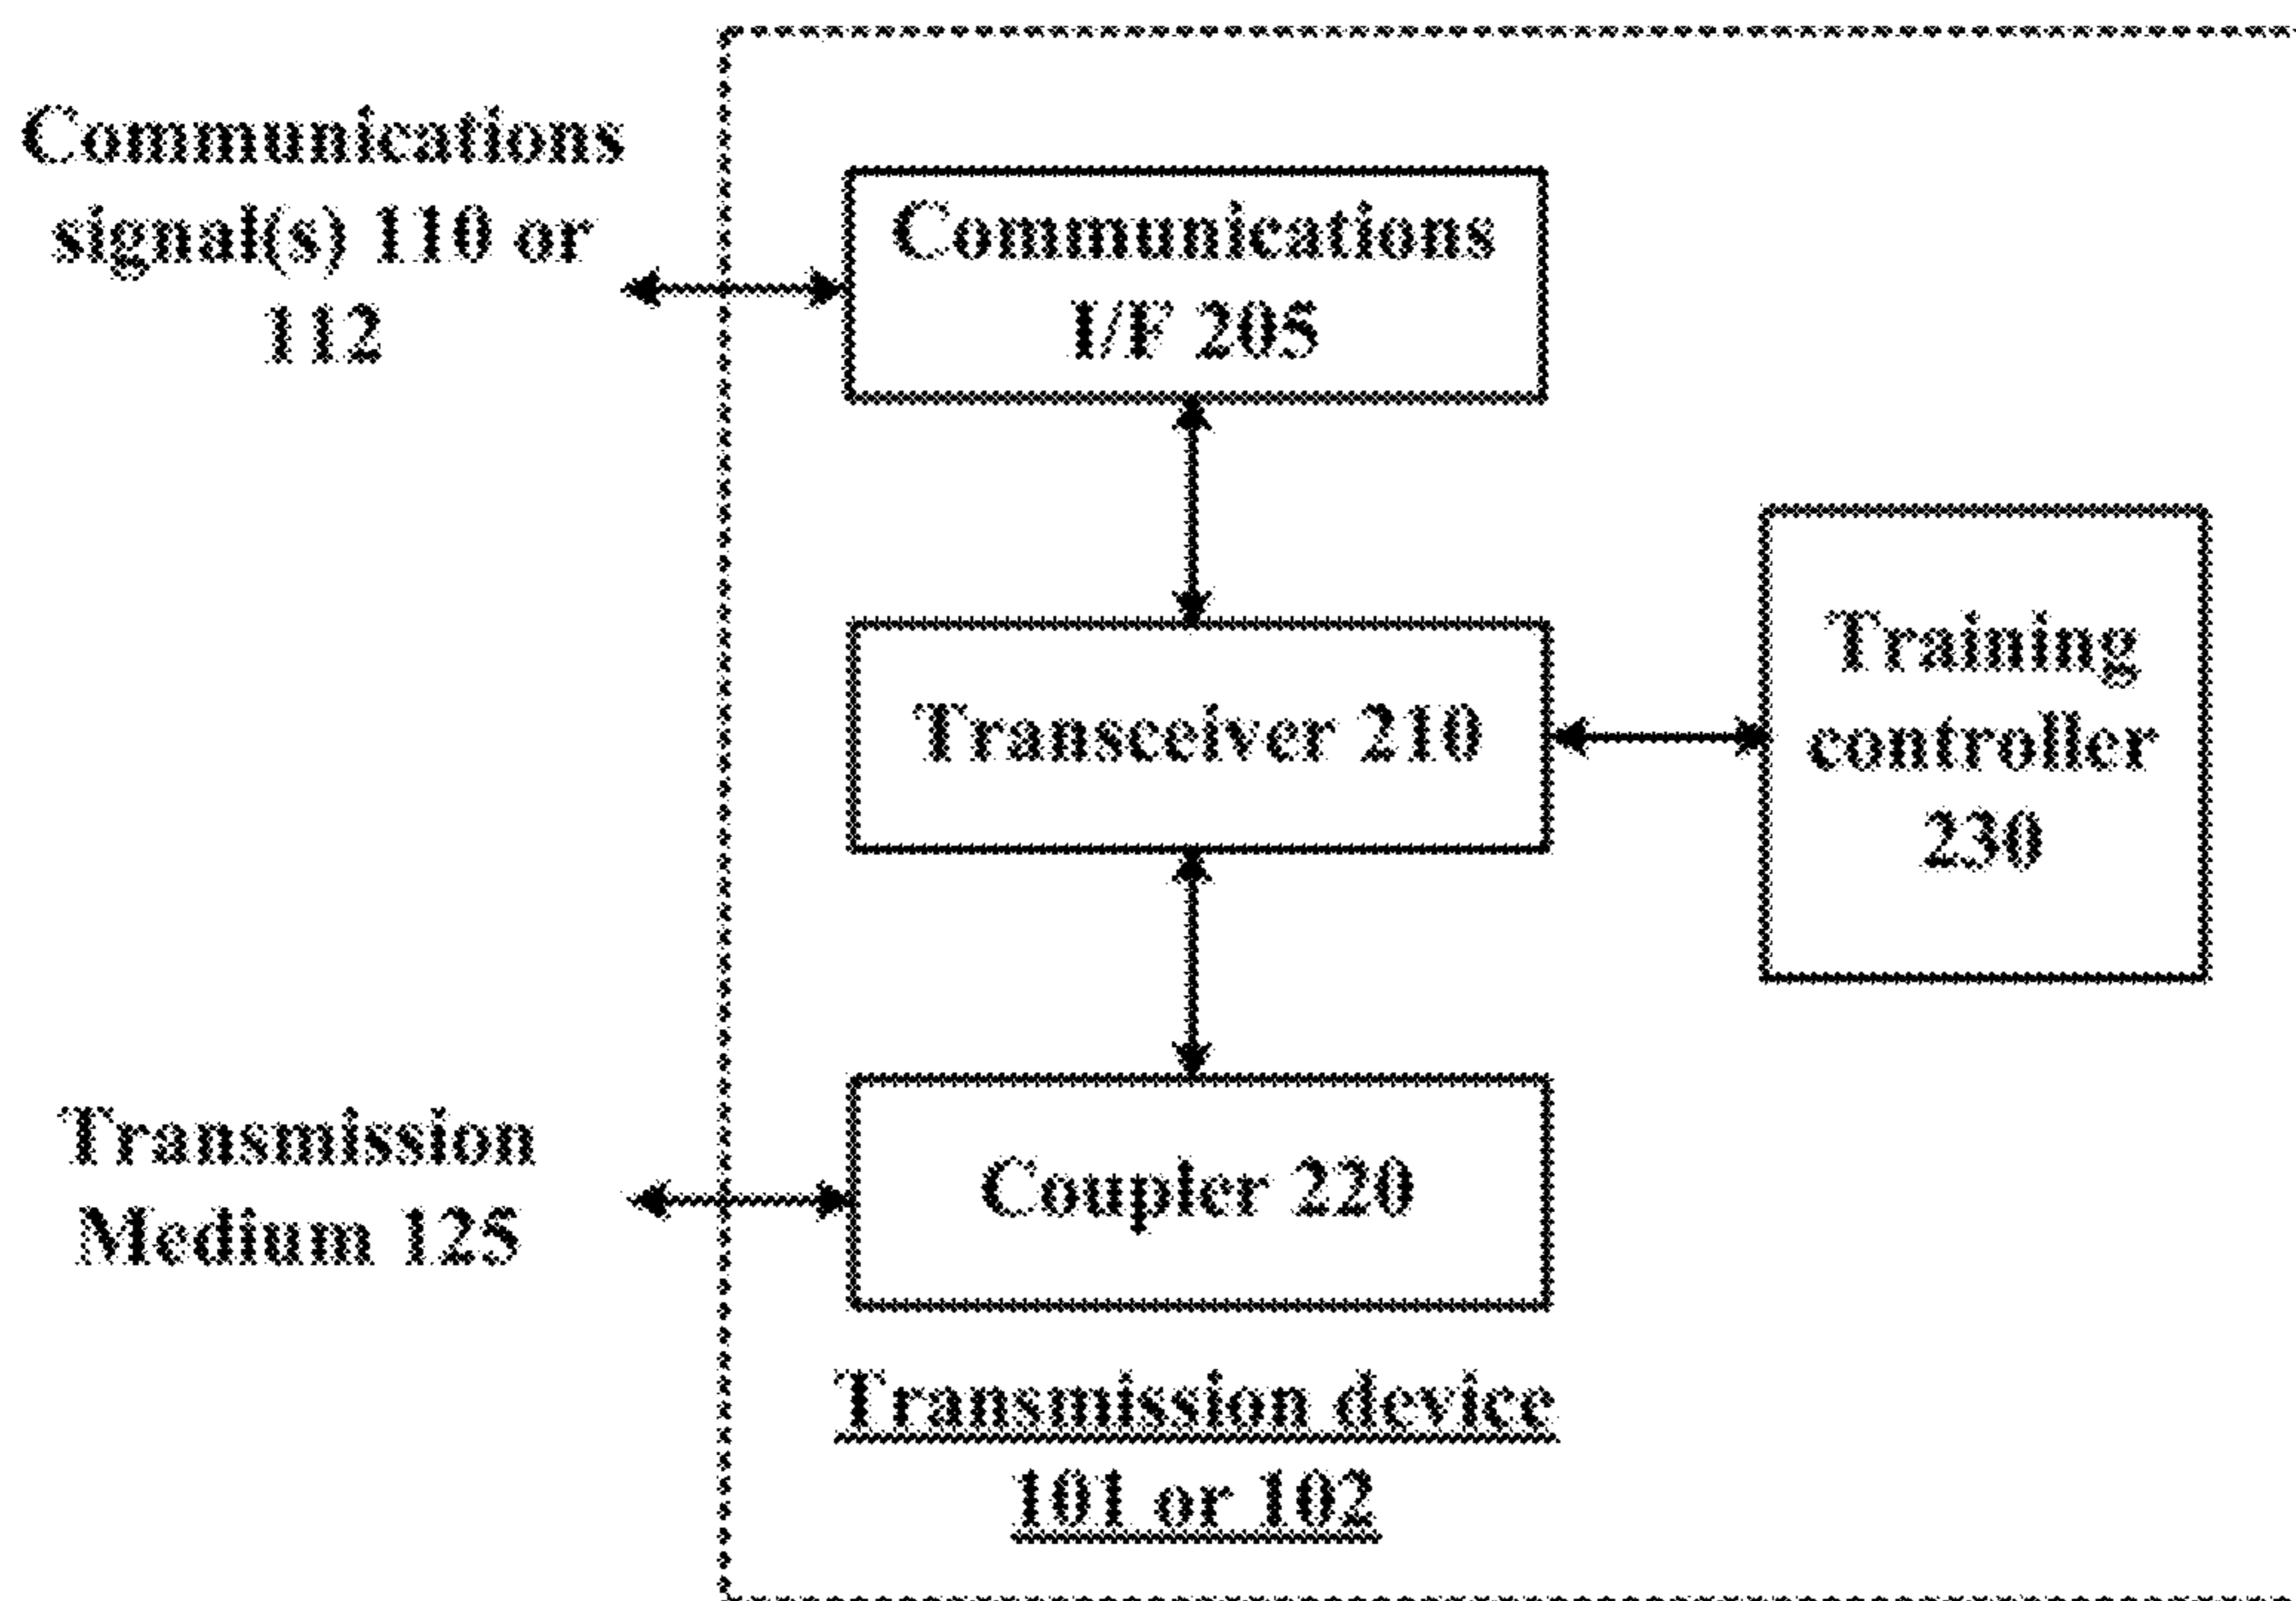 Communications
signal(s) 110 or
112
Communications
I/F 205
Transceiver 210
Training
controller
230
Coupler 220
Transmission
Medium 125
Transmission device
101 or 102